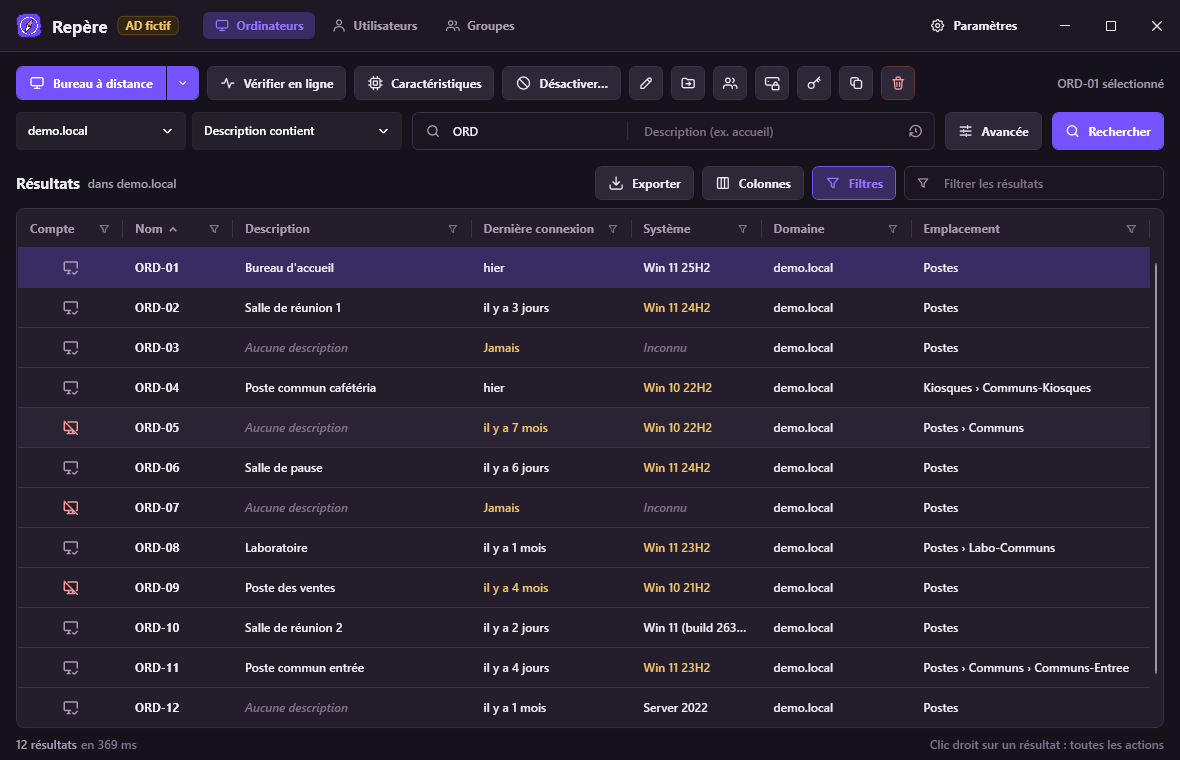 Repère AD fictif Ordinateurs Utilisateurs Groupes Paramètres
Bureau à distance Vérifier en ligne Caractéristiques Désactiver... ORD-01 sélectionné
demo.local Description contient ORD Description (ex. accueil) Avancée Rechercher
Résultats dans demo.local Exporter Colonnes Filtres Filtrer les résultats
Compte Nom Description Dernière connexion Système Domaine Emplacement
ORD-01 Bureau d'accueil hier Win 11 25H2 demo.local Postes
ORD-02 Salle de réunion 1 il y a 3 jours Win 11 24H2 demo.local Postes
ORD-03 Aucune description Jamais Inconnu demo.local Postes
ORD-04 Poste commun cafétéria hier Win 10 22H2 demo.local Kiosques › Communs-Kiosques
ORD-05 Aucune description il y a 7 mois Win 10 22H2 demo.local Postes › Communs
ORD-06 Salle de pause il y a 6 jours Win 11 24H2 demo.local Postes
ORD-07 Aucune description Jamais Inconnu demo.local Postes
ORD-08 Laboratoire il y a 1 mois Win 11 23H2 demo.local Postes › Labo-Communs
ORD-09 Poste des ventes il y a 4 mois Win 10 21H2 demo.local Postes
ORD-10 Salle de réunion 2 il y a 2 jours Win 11 (build 263... demo.local Postes
ORD-11 Poste commun entrée il y a 4 jours Win 11 23H2 demo.local Postes › Communs › Communs-Entree
ORD-12 Aucune description il y a 1 mois Server 2022 demo.local Postes
12 résultats en 369 ms Clic droit sur un résultat : toutes les actions